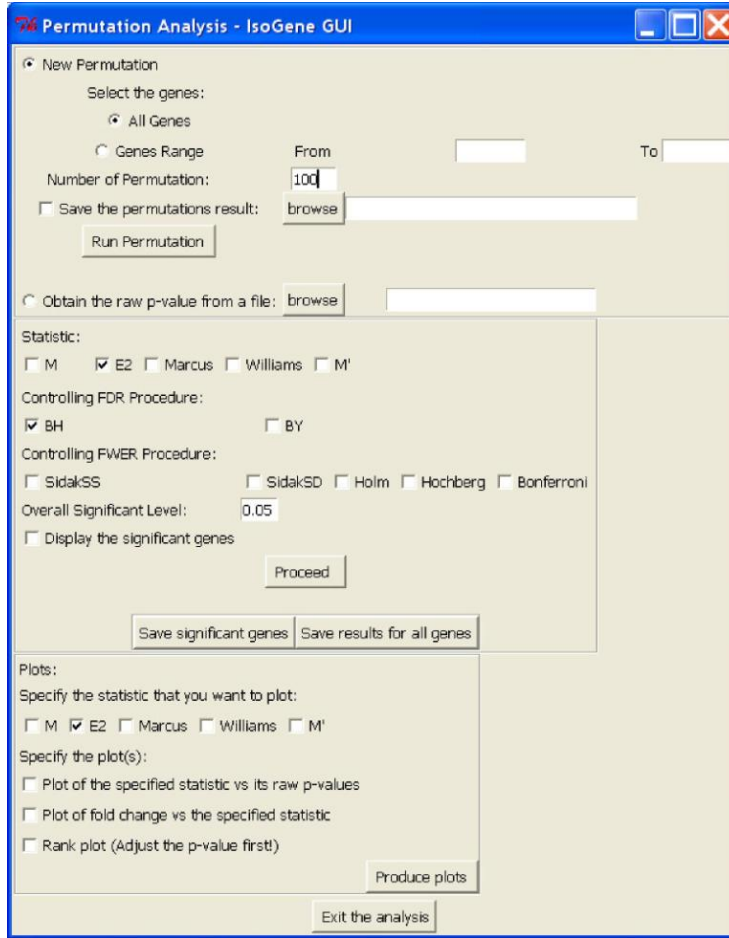 Permutation Analysis - IsoGene GUI
New Permutation
Select the genes:
All Genes
Genes Range From To
Number of Permutation: 100
Save the permutations result: browse
Run Permutation
Obtain the raw p-value from a file: browse
Statistic:
M E2 Marcus Williams M'
Controlling FDR Procedure:
BH BY
Controlling FWER Procedure:
SidakSS SidakSD Holm Hochberg Bonferroni
Overall Significant Level: 0.05
Display the significant genes
Proceed
Save significant genes Save results for all genes
Plots:
Specify the statistic that you want to plot:
M E2 Marcus Williams M'
Specify the plot(s):
Plot of the specified statistic vs its raw p-values
Plot of fold change vs the specified statistic
Rank plot (Adjust the p-value first!)
Produce plots
Exit the analysis